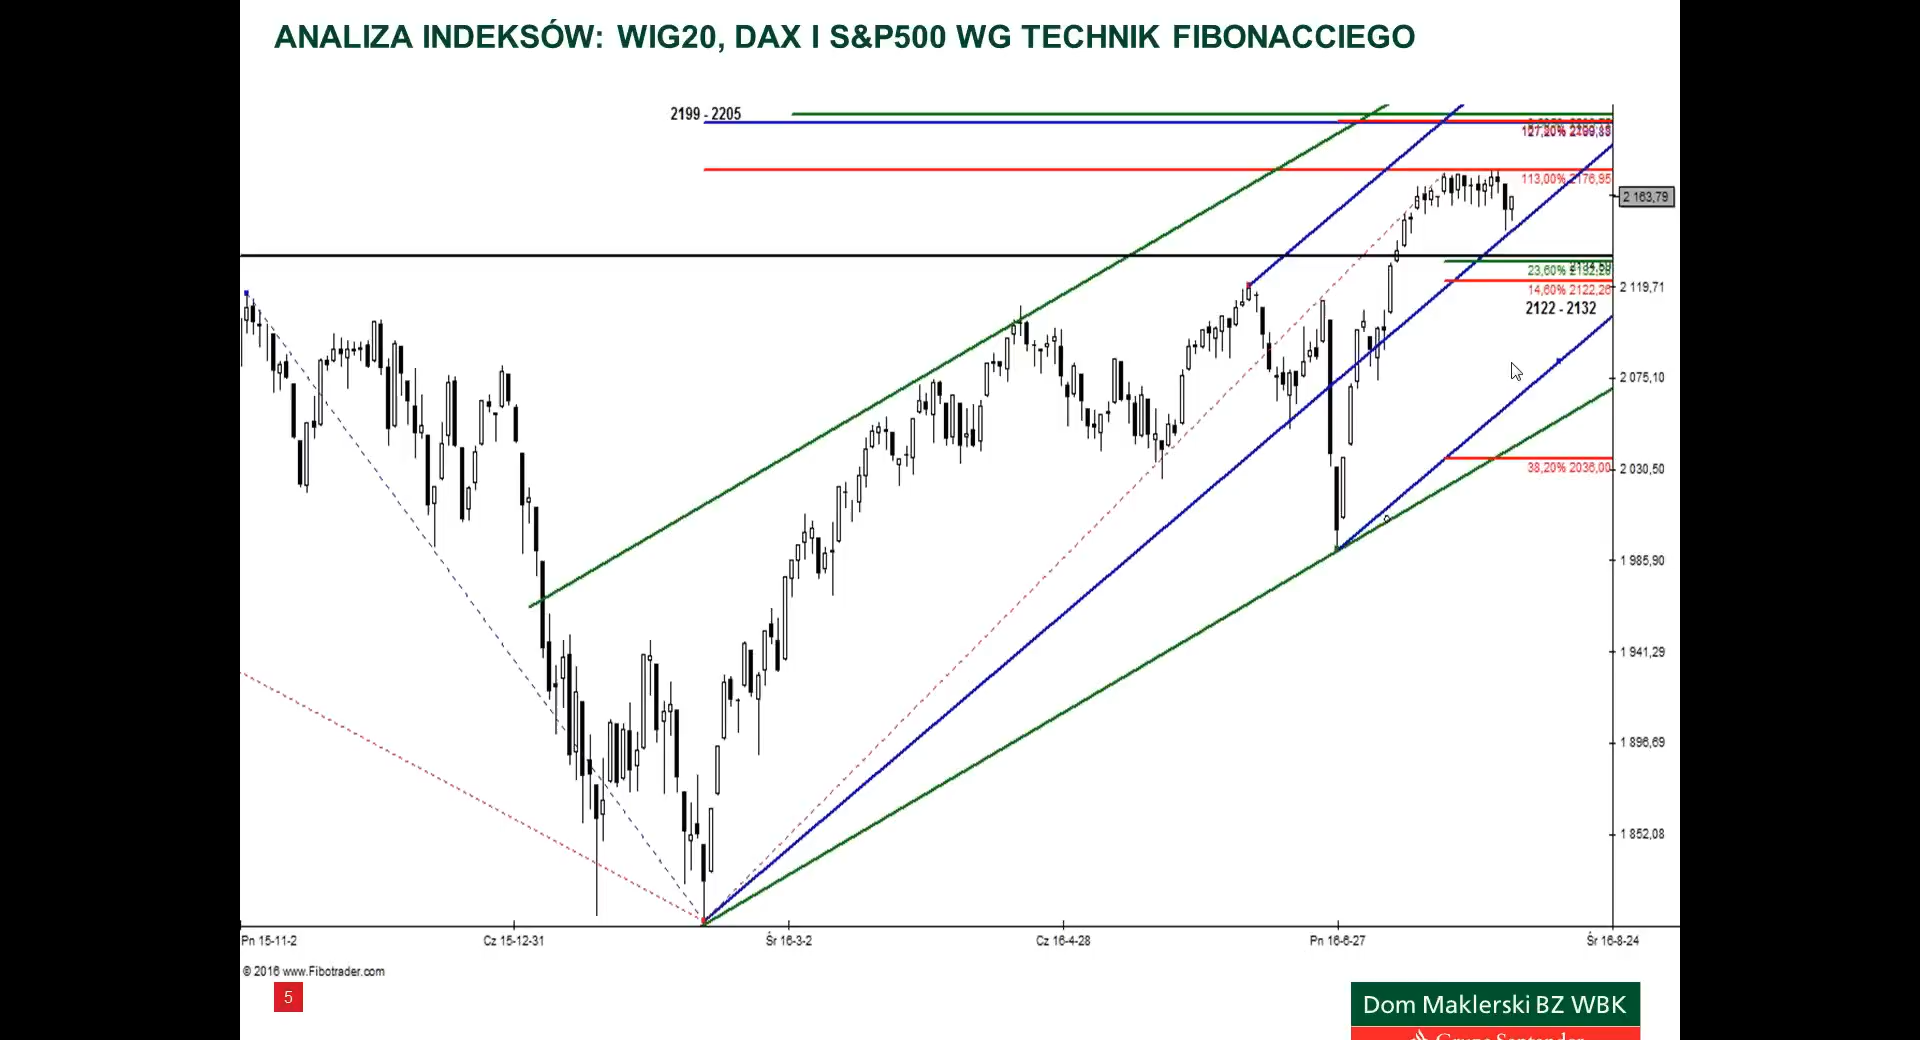 ANALIZA INDEKSÓW: WIG20, DAX I S&P500 WG TECHNIK FIBONACCIEGO
2199 - 2205
127,20% 2199,88
113,00% 2176,95
2 163,79
23,60% 2132,20
14,60% 2122,26
2 119,71
2122 - 2132
2 075,10
38,20% 2036,00
2 030,50
1 985,90
1 941,29
1 896,69
1 852,08
Pn 15-11-2
Cz 15-12-31
Śr 16-3-2
Cz 16-4-28
Pn 16-6-27
Śr 16-8-24
© 2016 www.Fibotrader.com
5
Dom Maklerski BZ WBK
Grupa Santander